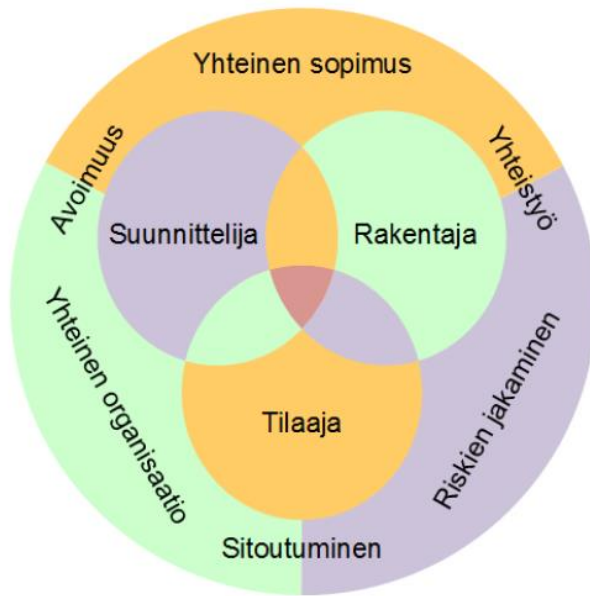 Yhteinen sopimus
Avoimuus
Yhteistyö
Suunnittelija
Rakentaja
Yhteinen organisaatio
Riskien jakaminen
Tilaaja
Sitoutuminen